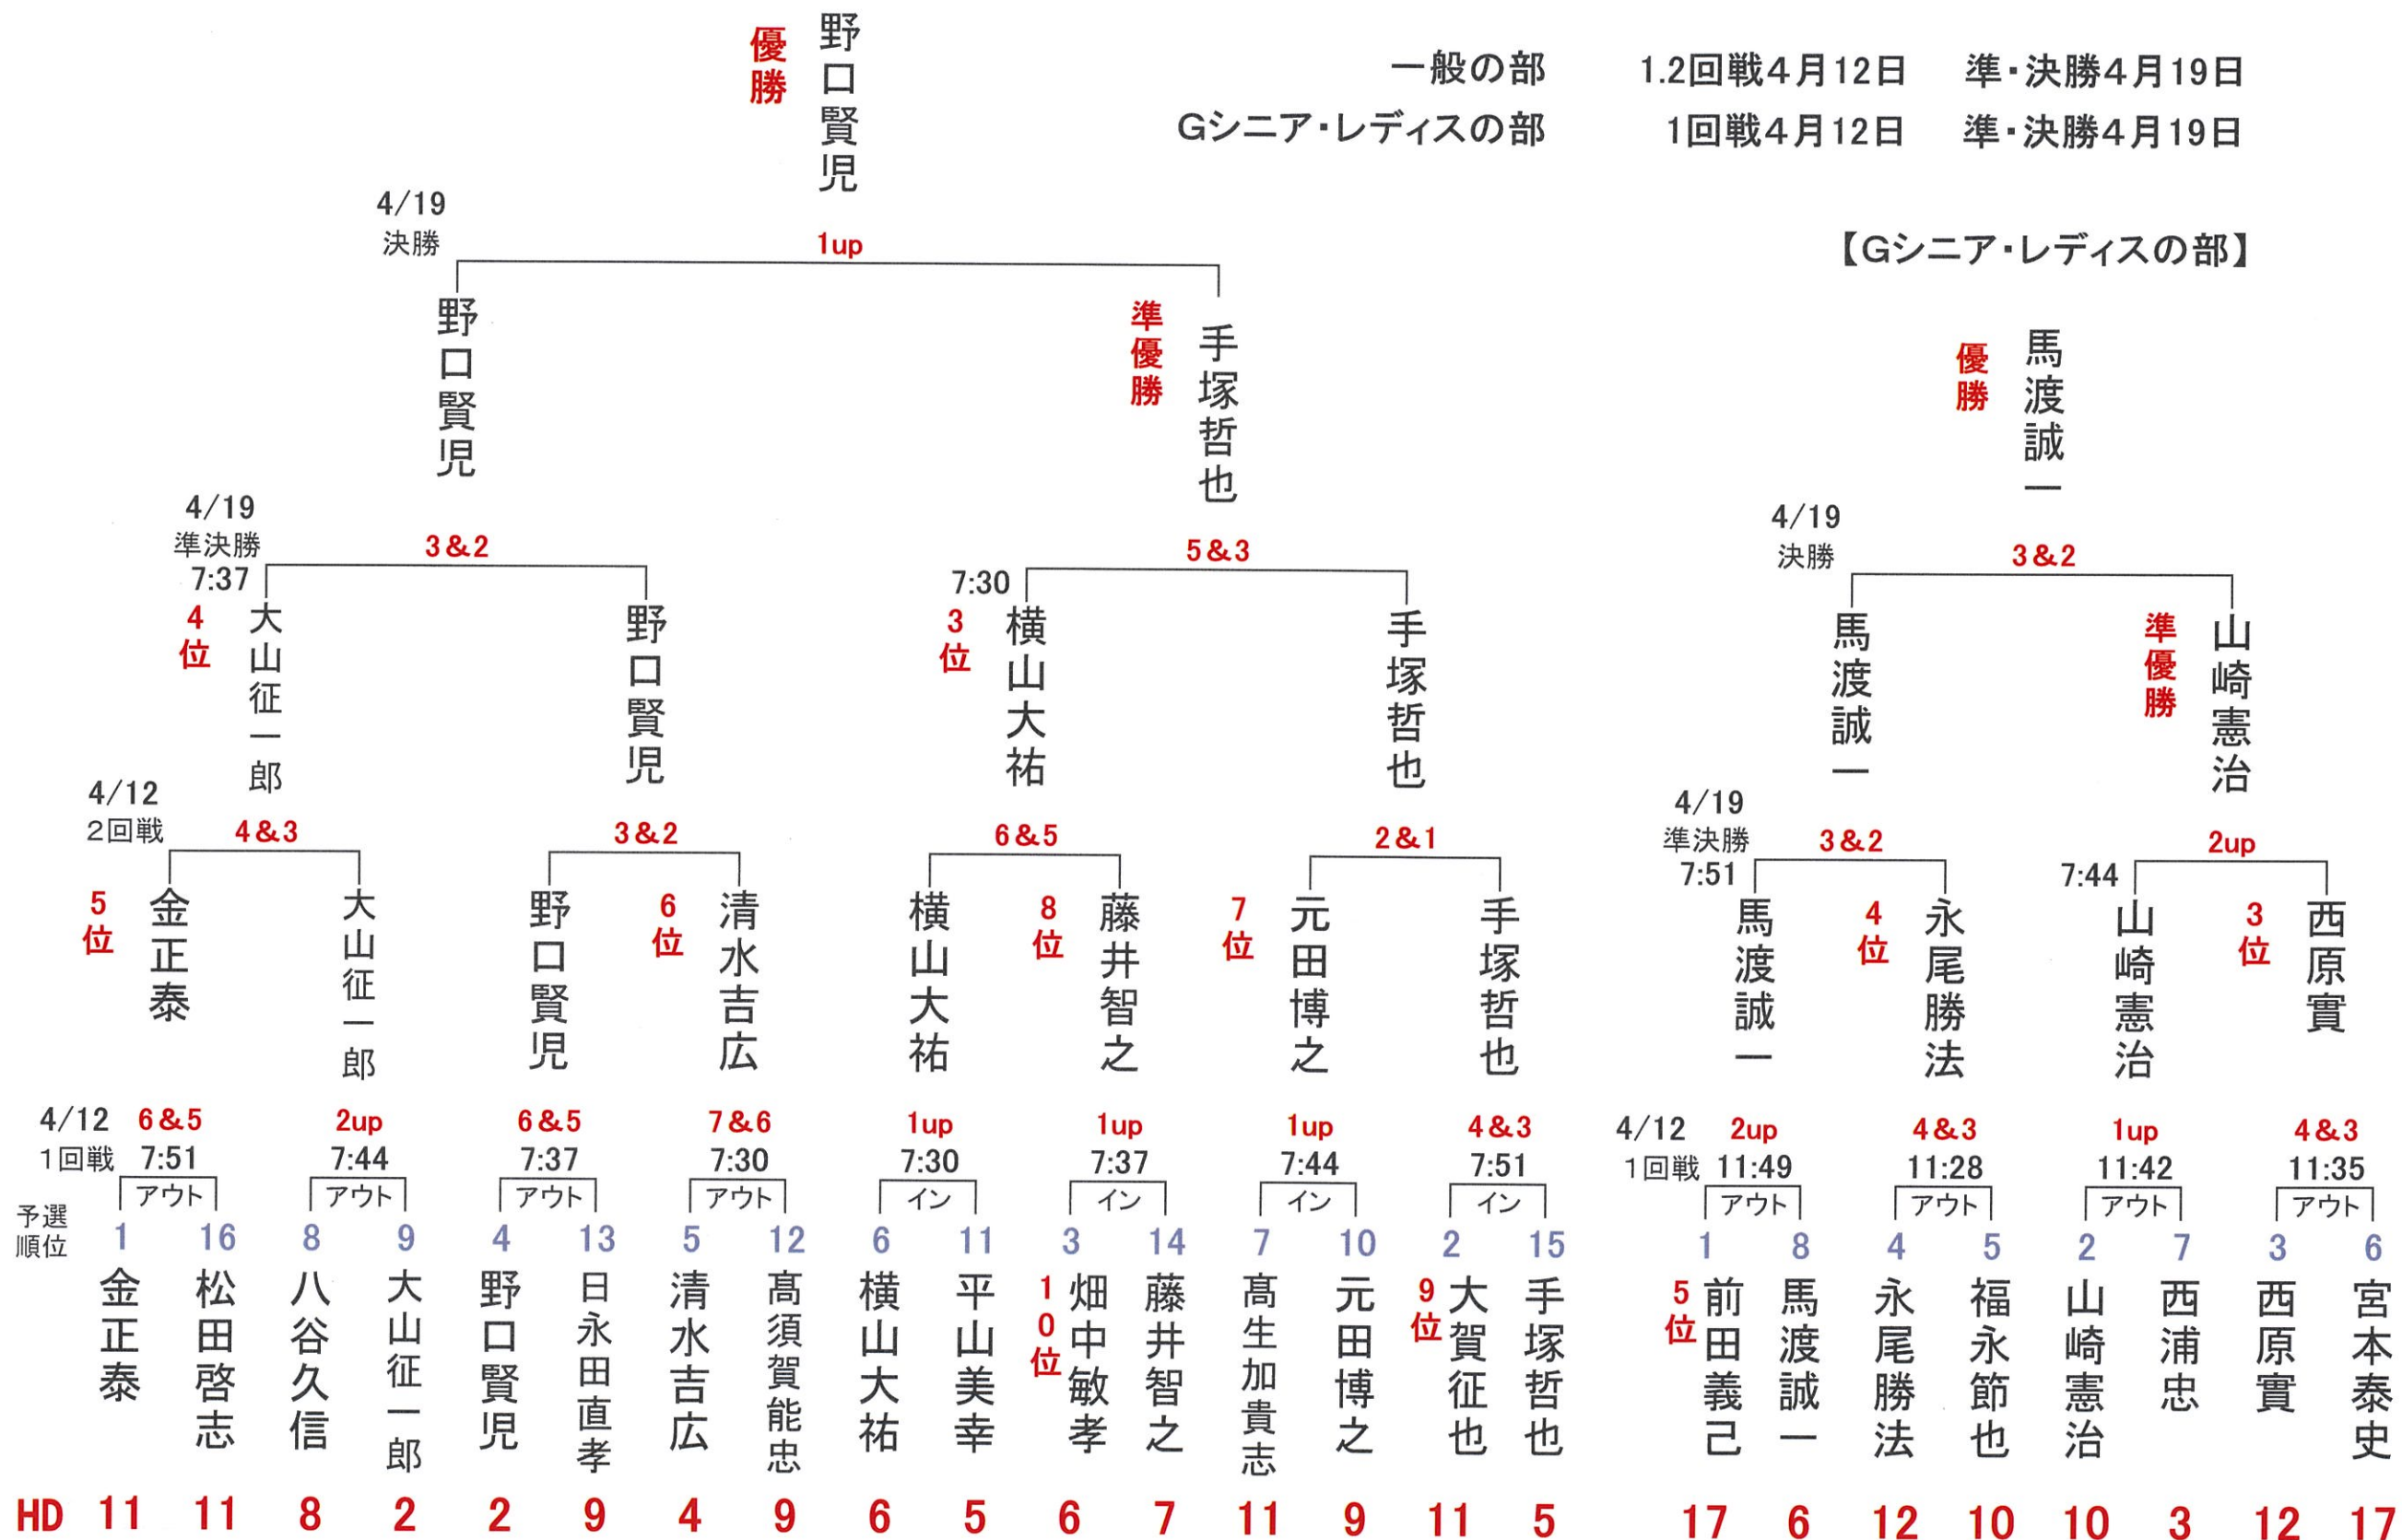 優勝
野口賢児
一般の部 1.2回戦4月12日 準・決勝4月19日
Gシニア・レディスの部 1回戦4月12日 準・決勝4月19日
4/19
決勝
1up
野口賢児
準優勝
手塚哲也
4/19
準決勝
7:37
3&2
4位
大山征一郎
野口賢児
7:30
5&3
3位
横山大祐
手塚哲也
4/12
2回戦
4&3
3&2
6&5
2&1
5位
金正泰
大山征一郎
野口賢児
6位
清水吉広
横山大祐
8位
藤井智之
7位
元田博之
手塚哲也
4/12
1回戦
6&5 2up 6&5 7&6 1up 1up 1up 4&3
7:51 7:44 7:37 7:30 7:30 7:37 7:44 7:51
アウト アウト アウト アウト イン イン イン イン
予選
順位
1 16 8 9 4 13 5 12 6 11 3 14 7 10 2 15
金正泰
松田啓志
八谷久信
大山征一郎
野口賢児
日永田直孝
清水吉広
髙須賀能忠
横山大祐
平山美幸
10位
畑中敏孝
藤井智之
髙生加貴志
元田博之
9位
大賀征也
手塚哲也
HD 11 11 8 2 2 9 4 9 6 5 6 7 11 9 11 5
【Gシニア・レディスの部】
優勝
馬渡誠一
4/19
決勝
3&2
馬渡誠一
準優勝
山崎憲治
4/19
準決勝
7:51
3&2
7:44
2up
馬渡誠一
4位
永尾勝法
山崎憲治
3位
西原實
4/12
1回戦
2up 4&3 1up 4&3
11:49 11:28 11:42 11:35
アウト アウト アウト アウト
1 8 4 5 2 7 3 6
5位
前田義己
馬渡誠一
永尾勝法
福永節也
山崎憲治
西浦忠
西原實
宮本泰史
17 6 12 10 10 3 12 17